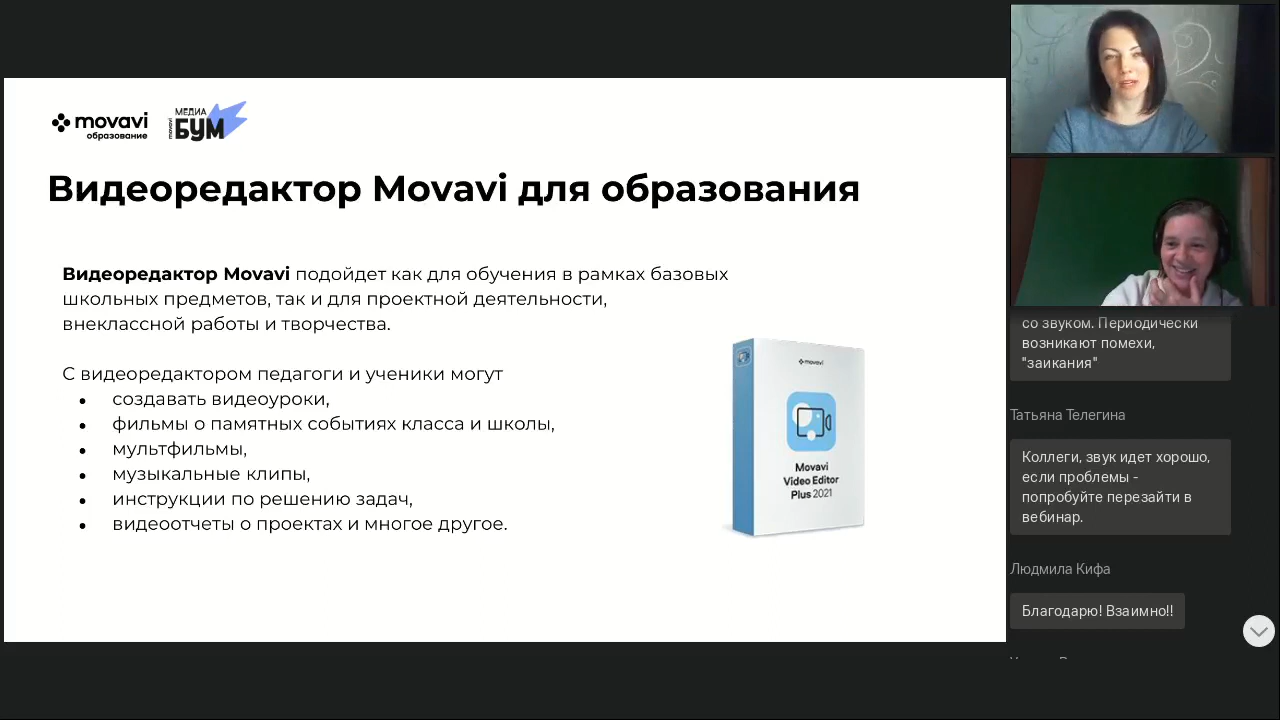 movavi
образование
movavi
МЕДИА
БУМ
Видеоредактор Movavi для образования
Видеоредактор Movavi подойдет как для обучения в рамках базовых
школьных предметов, так и для проектной деятельности,
внеклассной работы и творчества.
С видеоредактором педагоги и ученики могут
● создавать видеоуроки,
● фильмы о памятных событиях класса и школы,
● мультфильмы,
● музыкальные клипы,
● инструкции по решению задач,
● видеоотчеты о проектах и многое другое.
movavi
Movavi
Video Editor
Plus 2021
со звуком. Периодически
возникают помехи,
"заикания"
Татьяна Телегина
Коллеги, звук идет хорошо,
если проблемы -
попробуйте перезайти в
вебинар.
Людмила Кифа
Благодарю! Взаимно!!